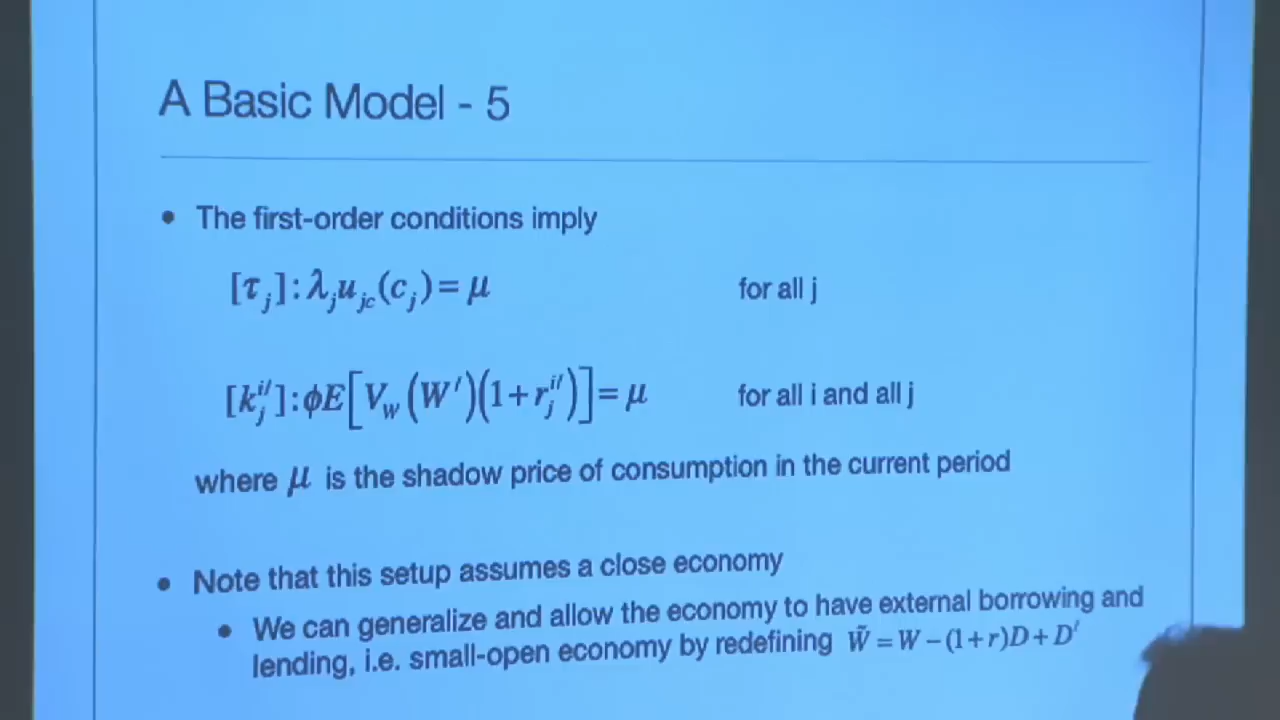 A Basic Model - 5
• The first-order conditions imply
[τ_j]: λ_j u_{jc}(c_j) = μ for all j
[k_j^{i′}]: ϕE[V_w(W′)(1+r_j^{i′})] = μ for all i and all j
where μ is the shadow price of consumption in the current period
• Note that this setup assumes a close economy
• We can generalize and allow the economy to have external borrowing and
lending, i.e. small-open economy by redefining W̃ = W − (1+r)D + D′